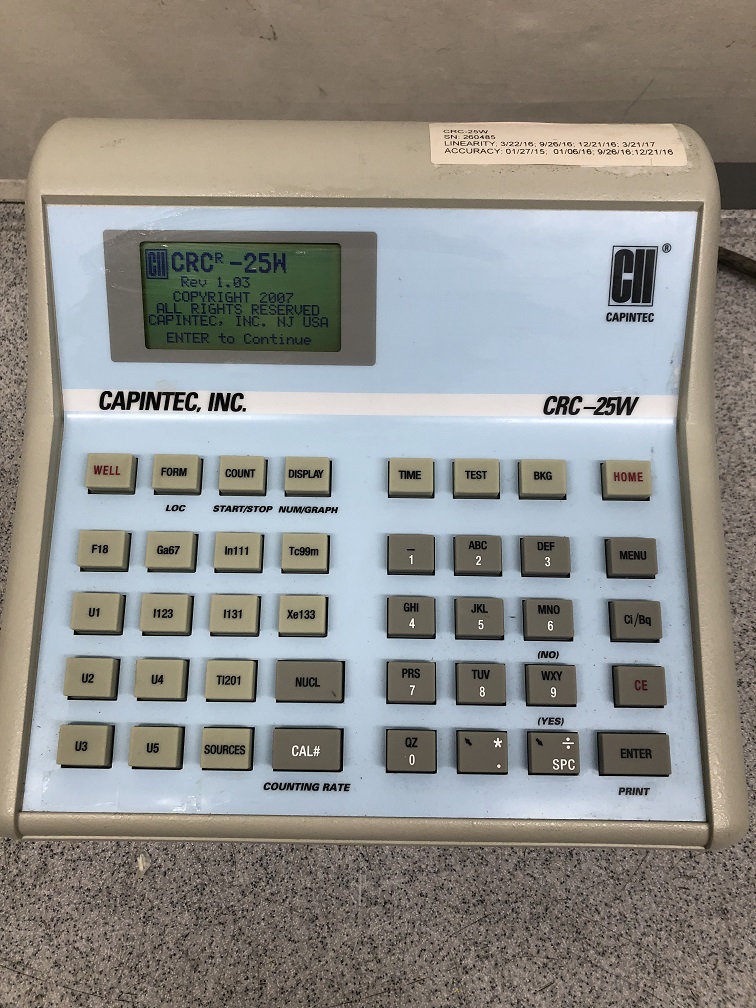 CRC-25W
SN: 260485
LINEARITY: 3/22/16; 9/26/16; 12/21/16; 3/21/17
ACCURACY: 01/27/15; 01/06/16; 9/26/16;12/21/16
CRCR-25W
Rev 1.03
COPYRIGHT 2007
ALL RIGHTS RESERVED
CAPINTEC, INC. NJ USA
ENTER to Continue
®
CAPINTEC
CAPINTEC, INC. CRC-25W
WELL FORM COUNT DISPLAY TIME TEST BKG HOME
LOC START/STOP NUM/GRAPH
F18 Ga67 In111 Tc99m — 1 ABC 2 DEF 3 MENU
U1 I123 I131 Xe133 GHI 4 JKL 5 MNO 6 Ci/Bq
(NO)
U2 U4 Tl201 NUCL PRS 7 TUV 8 WXY 9 CE
(YES)
U3 U5 SOURCES CAL# QZ 0 * . ÷ SPC ENTER
COUNTING RATE PRINT